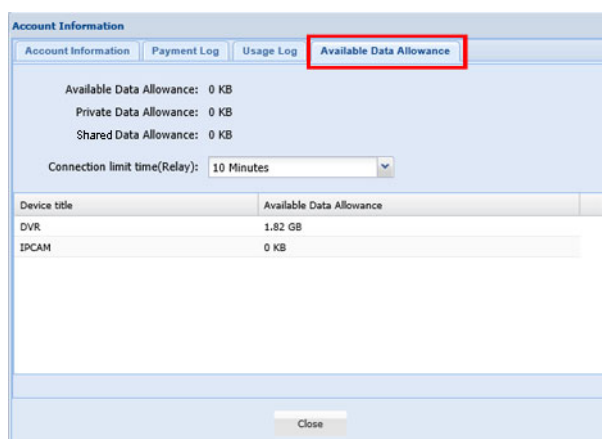 Account Information
Account Information Payment Log Usage Log Available Data Allowance
Available Data Allowance: 0 KB
Private Data Allowance: 0 KB
Shared Data Allowance: 0 KB
Connection limit time(Relay): 10 Minutes
Device title Available Data Allowance
DVR 1.82 GB
IPCAM 0 KB
Close